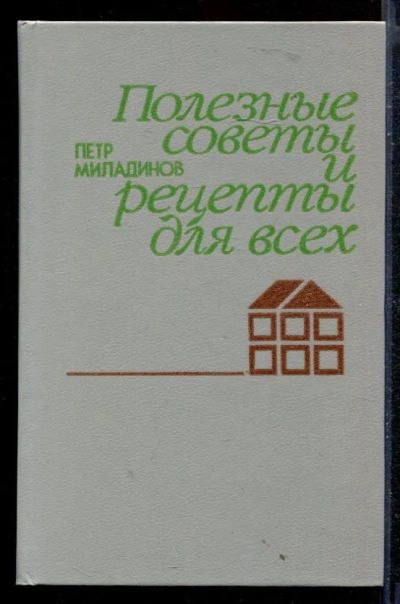 Полезные
советы
и
рецепты
для всех
ПЕТР
МИЛАДИНОВ